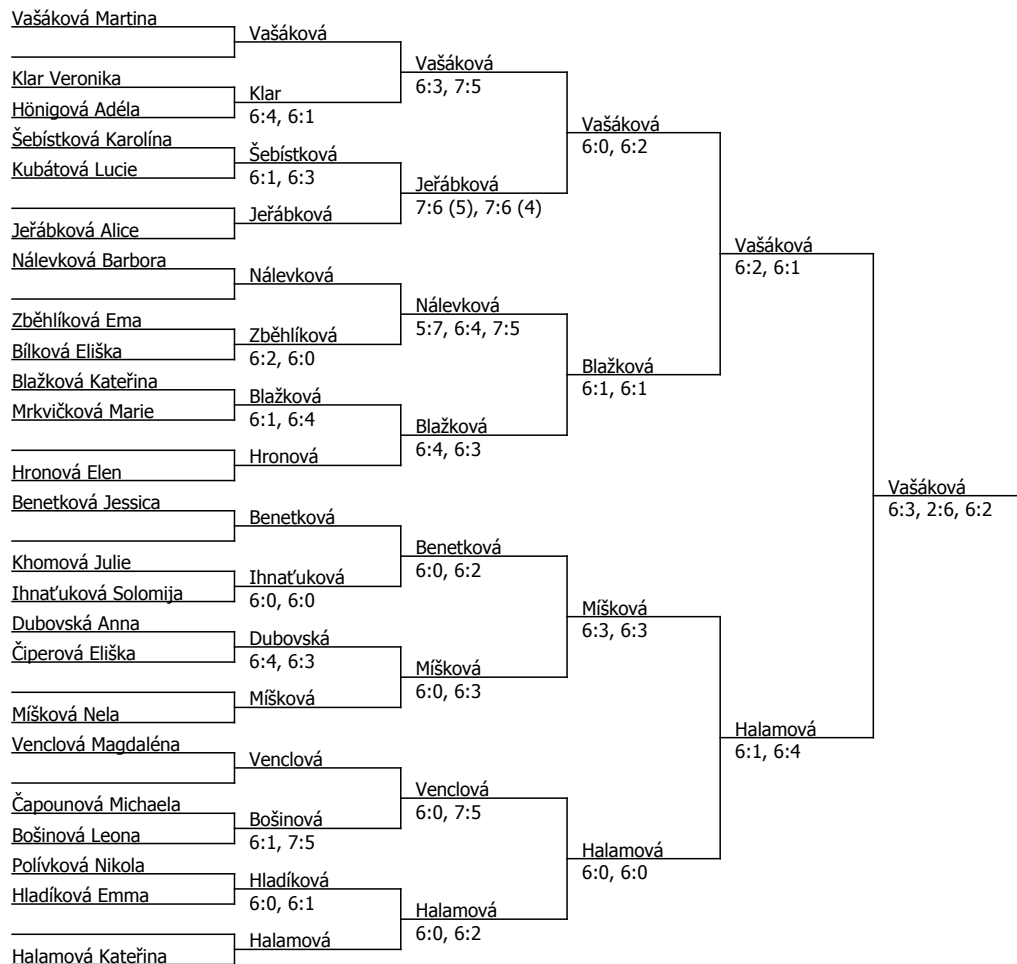 Vašáková Martina
Klar Veronika
Hönigová Adéla
Šebístková Karolína
Kubátová Lucie
Jeřábková Alice
Nálevková Barbora
Zběhlíková Ema
Bílková Eliška
Blažková Kateřina
Mrkvičková Marie
Hronová Elen
Benetková Jessica
Khomová Julie
Ihnaťuková Solomija
Dubovská Anna
Čiperová Eliška
Míšková Nela
Venclová Magdaléna
Čapounová Michaela
Bošinová Leona
Polívková Nikola
Hladíková Emma
Halamová Kateřina
Vašáková
Klar
6:4, 6:1
Šebístková
6:1, 6:3
Jeřábková
Nálevková
Zběhlíková
6:2, 6:0
Blažková
6:1, 6:4
Hronová
Benetková
Ihnaťuková
6:0, 6:0
Dubovská
6:4, 6:3
Míšková
Venclová
Bošinová
6:1, 7:5
Hladíková
6:0, 6:1
Halamová
Vašáková
6:3, 7:5
Jeřábková
7:6 (5), 7:6 (4)
Nálevková
5:7, 6:4, 7:5
Blažková
6:4, 6:3
Benetková
6:0, 6:2
Míšková
6:0, 6:3
Venclová
6:0, 7:5
Halamová
6:0, 6:2
Vašáková
6:0, 6:2
Blažková
6:1, 6:1
Míšková
6:3, 6:3
Halamová
6:0, 6:0
Vašáková
6:2, 6:1
Halamová
6:1, 6:4
Vašáková
6:3, 2:6, 6:2